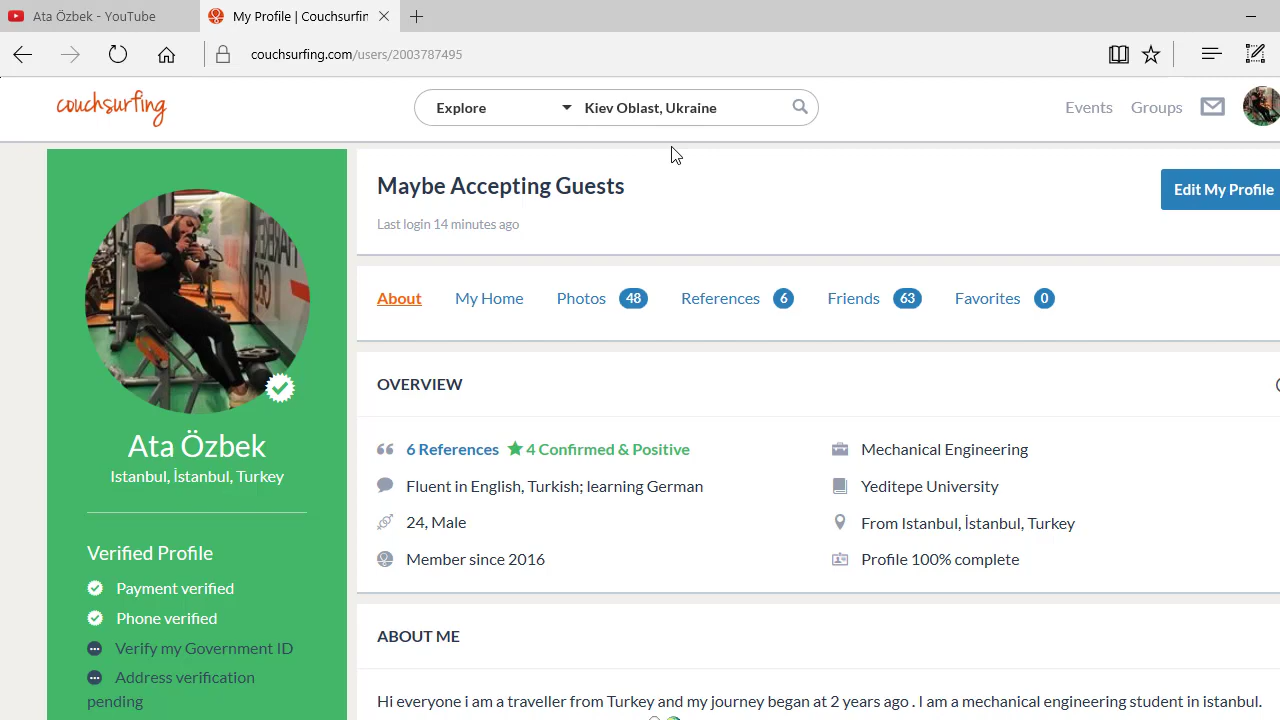 Ata Özbek - YouTube
My Profile | Couchsurfin
couchsurfing.com/users/2003787495
couchsurfing
Explore
Kiev Oblast, Ukraine
Events
Groups
Maybe Accepting Guests
Edit My Profile
Last login 14 minutes ago
About
My Home
Photos 48
References 6
Friends 63
Favorites 0
Ata Özbek
Istanbul, İstanbul, Turkey
Verified Profile
Payment verified
Phone verified
Verify my Government ID
Address verification
pending
OVERVIEW
6 References 4 Confirmed & Positive
Fluent in English, Turkish; learning German
24, Male
Member since 2016
Mechanical Engineering
Yeditepe University
From Istanbul, İstanbul, Turkey
Profile 100% complete
ABOUT ME
Hi everyone i am a traveller from Turkey and my journey began at 2 years ago . I am a mechanical engineering student in istanbul.